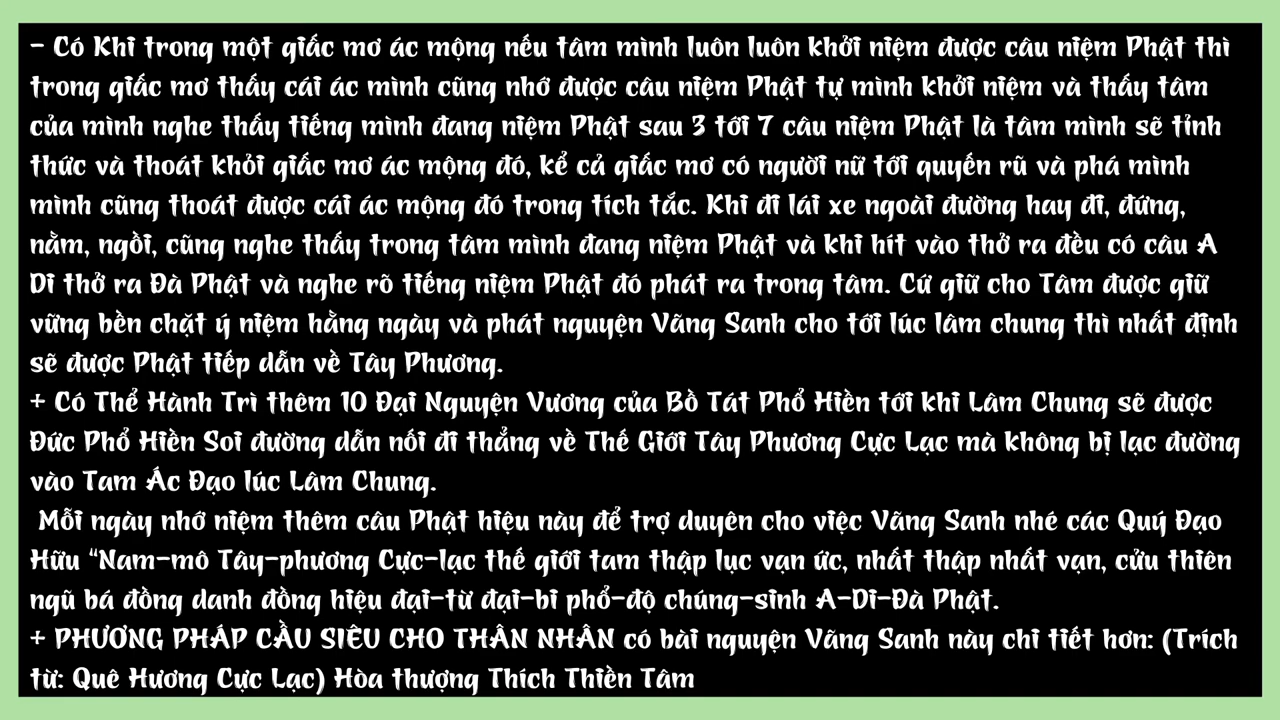 - Có Khi trong một giấc mơ ác mộng nếu tâm mình luôn luôn khởi niệm được câu niệm Phật thì
trong giấc mơ thấy cái ác mình cũng nhớ được câu niệm Phật tự mình khởi niệm và thấy tâm
của mình nghe thấy tiếng mình đang niệm Phật sau 3 tới 7 câu niệm Phật là tâm mình sẽ tỉnh
thức và thoát khỏi giấc mơ ác mộng đó, kể cả giấc mơ có người nữ tới quyến rũ và phá mình
mình cũng thoát được cái ác mộng đó trong tích tắc. Khi đi lái xe ngoài đường hay đi, đứng,
nằm, ngồi, cũng nghe thấy trong tâm mình đang niệm Phật và khi hít vào thở ra đều có câu A
Di thở ra Đà Phật và nghe rõ tiếng niệm Phật đó phát ra trong tâm. Cứ giữ cho Tâm được giữ
vững bền chặt ý niệm hằng ngày và phát nguyện Vãng Sanh cho tới lúc lâm chung thì nhất định
sẽ được Phật tiếp dẫn về Tây Phương.
+ Có Thể Hành Trì thêm 10 Đại Nguyện Vương của Bồ Tát Phổ Hiền tới khi Lâm Chung sẽ được
Đức Phổ Hiền Soi đường dẫn nối đi thẳng về Thế Giới Tây Phương Cực Lạc mà không bị lạc đường
vào Tam Ác Đạo lúc Lâm Chung.
Mỗi ngày nhớ niệm thêm câu Phật hiệu này để trợ duyên cho việc Vãng Sanh nhé các Quý Đạo
Hữu "Nam-mô Tây-phương Cực-lạc thế giới tam thập lục vạn ức, nhất thập nhất vạn, cửu thiên
ngũ bá đồng danh đồng hiệu đại-từ đại-bi phổ-độ chúng-sinh A-Di-Đà Phật.
+ PHƯƠNG PHÁP CẦU SIÊU CHO THÂN NHÂN có bài nguyện Vãng Sanh này chi tiết hơn: (Trích
từ: Quê Hương Cực Lạc) Hòa thượng Thích Thiền Tâm